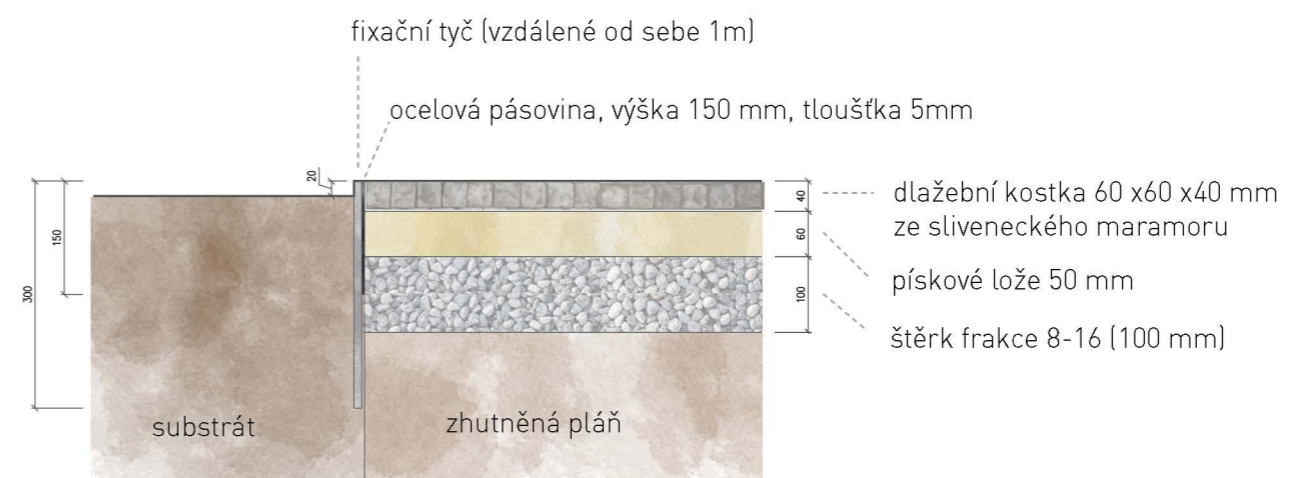 fixační tyč (vzdálené od sebe 1m)
ocelová pásovina, výška 150 mm, tloušťka 5mm
20
40
dlažební kostka 60 x60 x40 mm
ze sliveneckého maramoru
150
60
pískové lože 50 mm
300
100
štěrk frakce 8-16 (100 mm)
substrát
zhutněná pláň